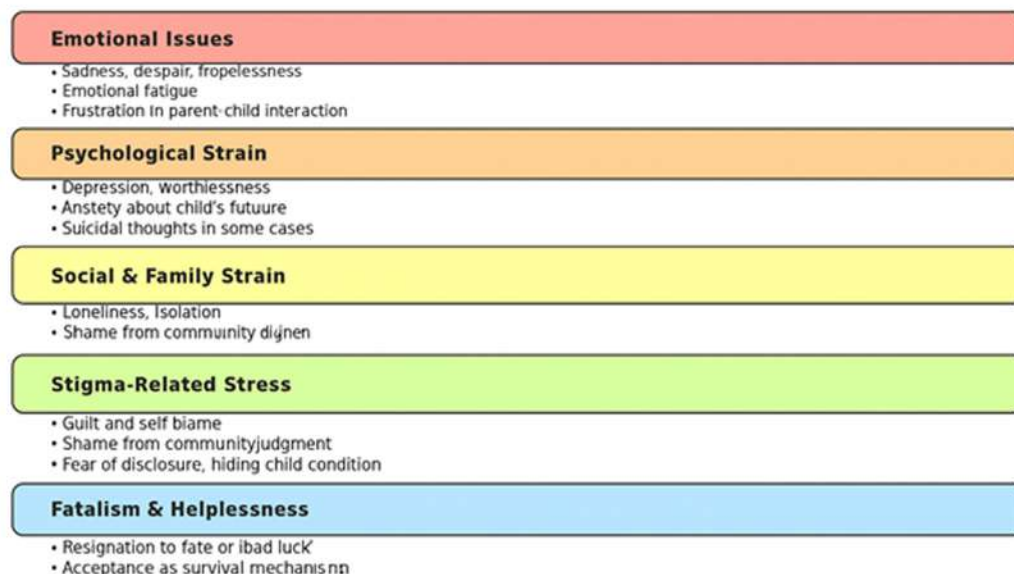 Emotional Issues
• Sadness, despair, fropelessness
• Emotional fatigue
• Frustration in parent-child interaction
Psychological Strain
• Depression, worthiessness
• Anstety about child's futuure
• Suicidal thoughts in some cases
Social & Family Strain
• Loneliness, Isolation
• Shame from community
Stigma-Related Stress
• Guilt and self biame
• Shame from communityjudgment
• Fear of disclosure, hiding child condition
Fatalism & Helplessness
• Resignation to fate or ibad luck'
• Acceptance as survival mechanisnn